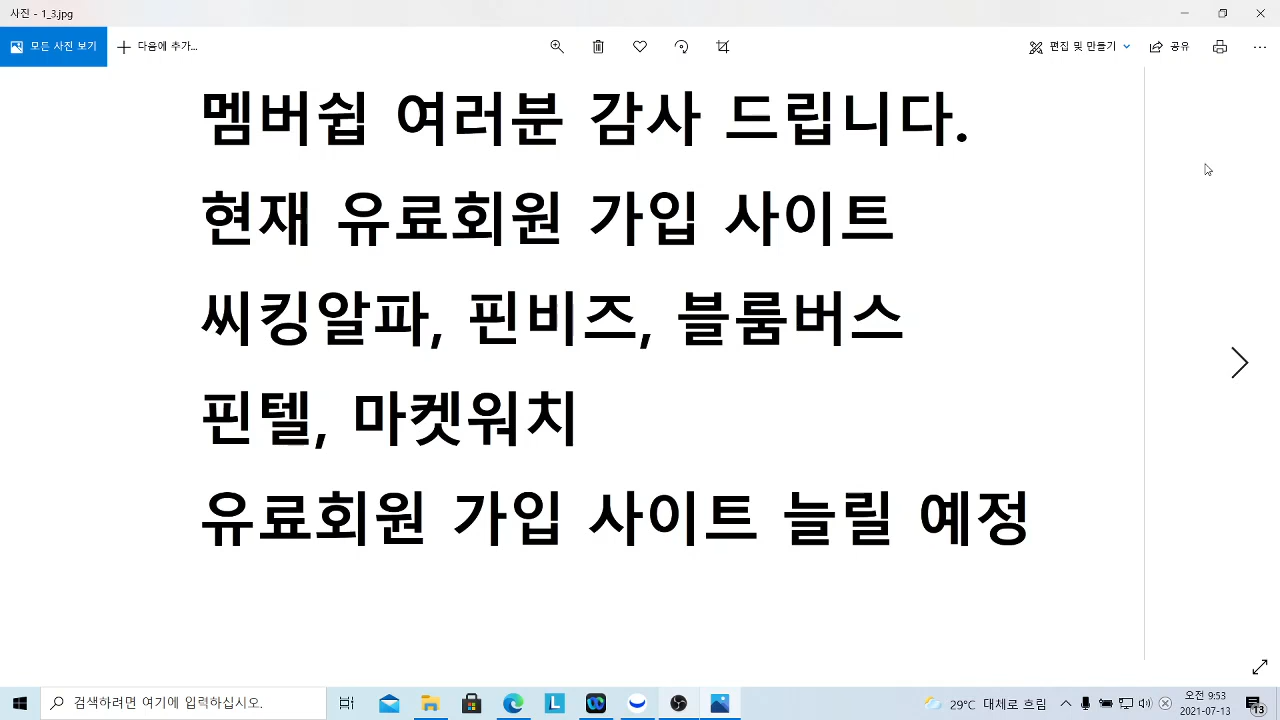 사진 - 1_3.jpg
모든 사진 보기
다음에 추가...
편집 및 만들기
공유
멤버쉽 여러분 감사 드립니다.
현재 유료회원 가입 사이트
씨킹알파, 핀비즈, 블룸버스
핀텔, 마켓워치
유료회원 가입 사이트 늘릴 예정
검색하려면 여기에 입력하십시오.
L
29°C 대체로 흐림
오전 9:53
2021-07-13
13